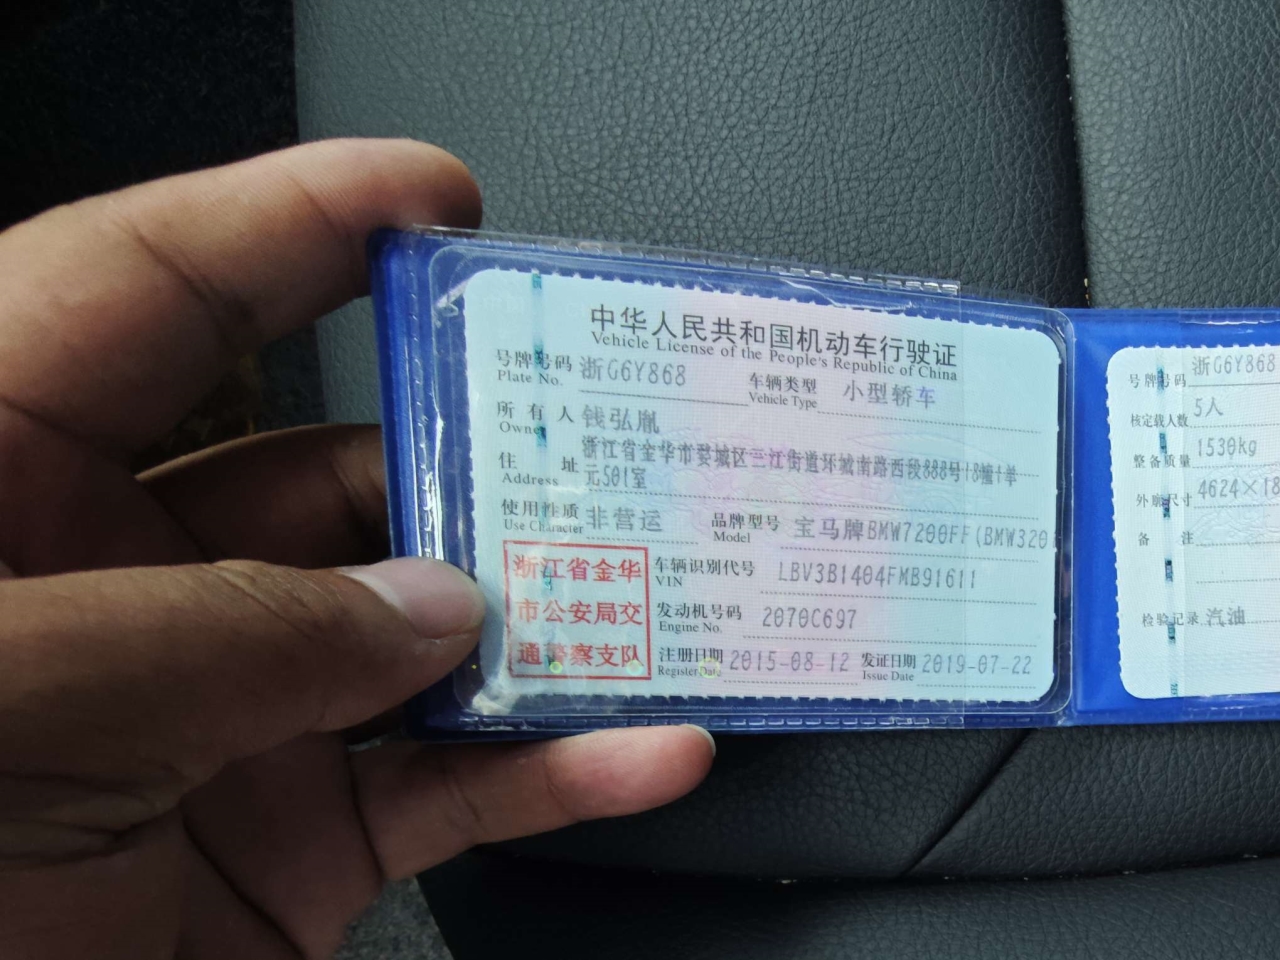 中华人民共和国机动车行驶证
Vehicle License of the People's Republic of China
号牌号码 浙G6Y868 车辆类型 小型轿车
Plate No. Vehicle Type
所有人 钱弘胤
Owner
住址 浙江省金华市婺城区三江街道环城南路西段888号18幢1单
Address 元501室
使用性质 非营运 品牌型号 宝马牌BMW7200FF(BMW320
Use Character Model
浙江省金华
市公安局交
通警察支队
车辆识别代号 LBV3B1404FMB91611
VIN
发动机号码 2070C697
Engine No.
注册日期 2015-08-12 发证日期 2019-07-22
Register Date Issue Date
号牌号码 浙G6Y868
核定载人数 5人
整备质量 1530kg
外廓尺寸 4624×18
备注
检验记录 汽油